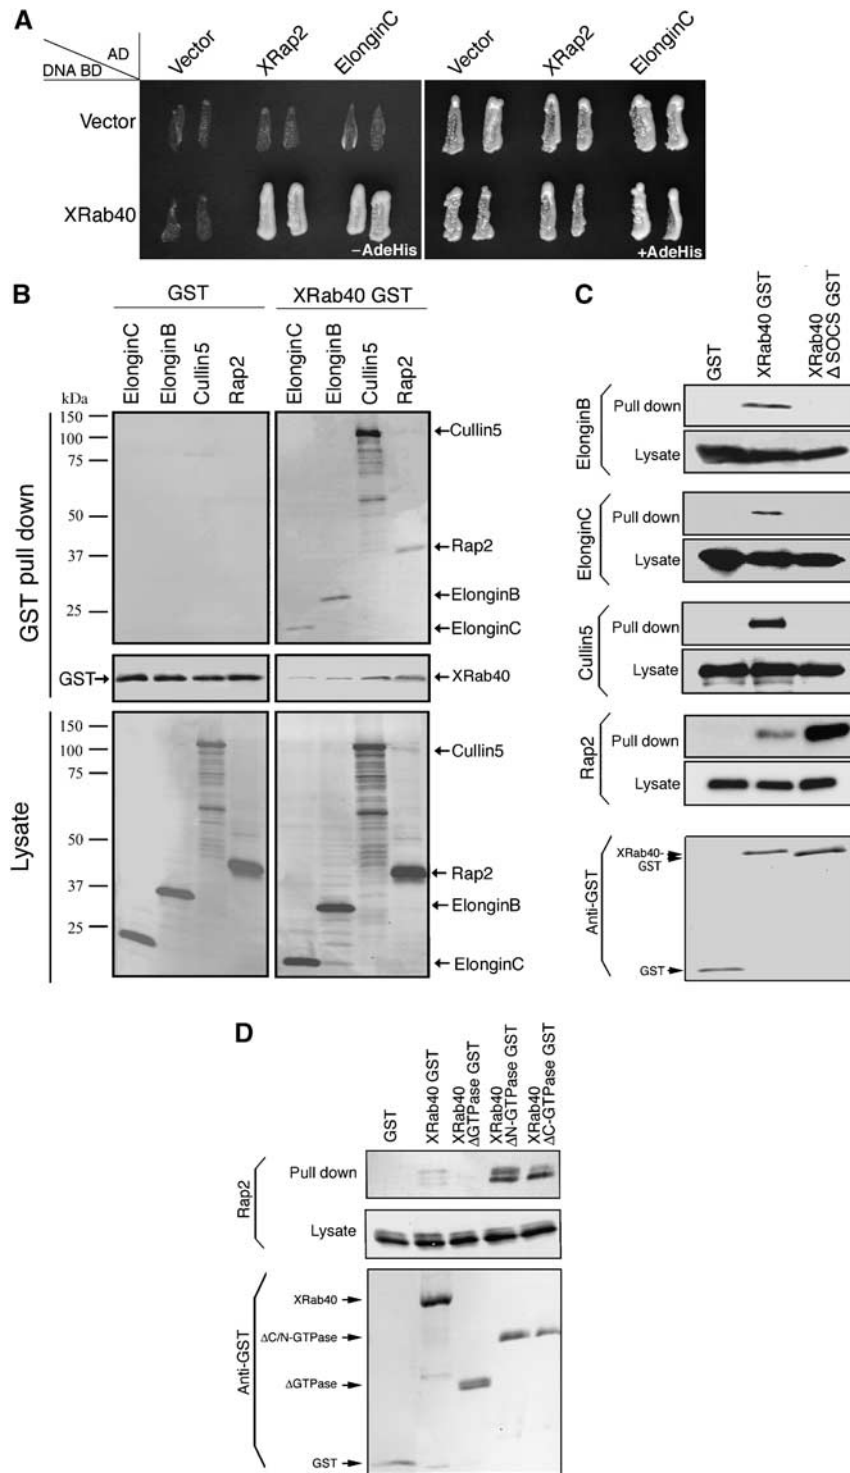 A
AD
DNA BD
Vector
XRap2
ElonginC
Vector
XRap2
ElonginC
Vector
XRab40
–AdeHis
+AdeHis
B
GST
XRab40 GST
ElonginC
ElonginB
Cullin5
Rap2
ElonginC
ElonginB
Cullin5
Rap2
kDa
150
100
75
50
37
25
GST pull down
Cullin5
Rap2
ElonginB
ElonginC
GST
XRab40
150
100
75
50
37
25
Lysate
Cullin5
Rap2
ElonginB
ElonginC
C
GST
XRab40 GST
XRab40
Δ SOCS GST
ElonginB
Pull down
Lysate
ElonginC
Pull down
Lysate
Cullin5
Pull down
Lysate
Rap2
Pull down
Lysate
Anti-GST
XRab40-
GST
GST
D
GST
XRab40 GST
XRab40
ΔGTPase GST
XRab40
ΔN-GTPase GST
XRab40
ΔC-GTPase GST
Rap2
Pull down
Lysate
Anti-GST
XRab40
ΔC/N-GTPase
ΔGTPase
GST